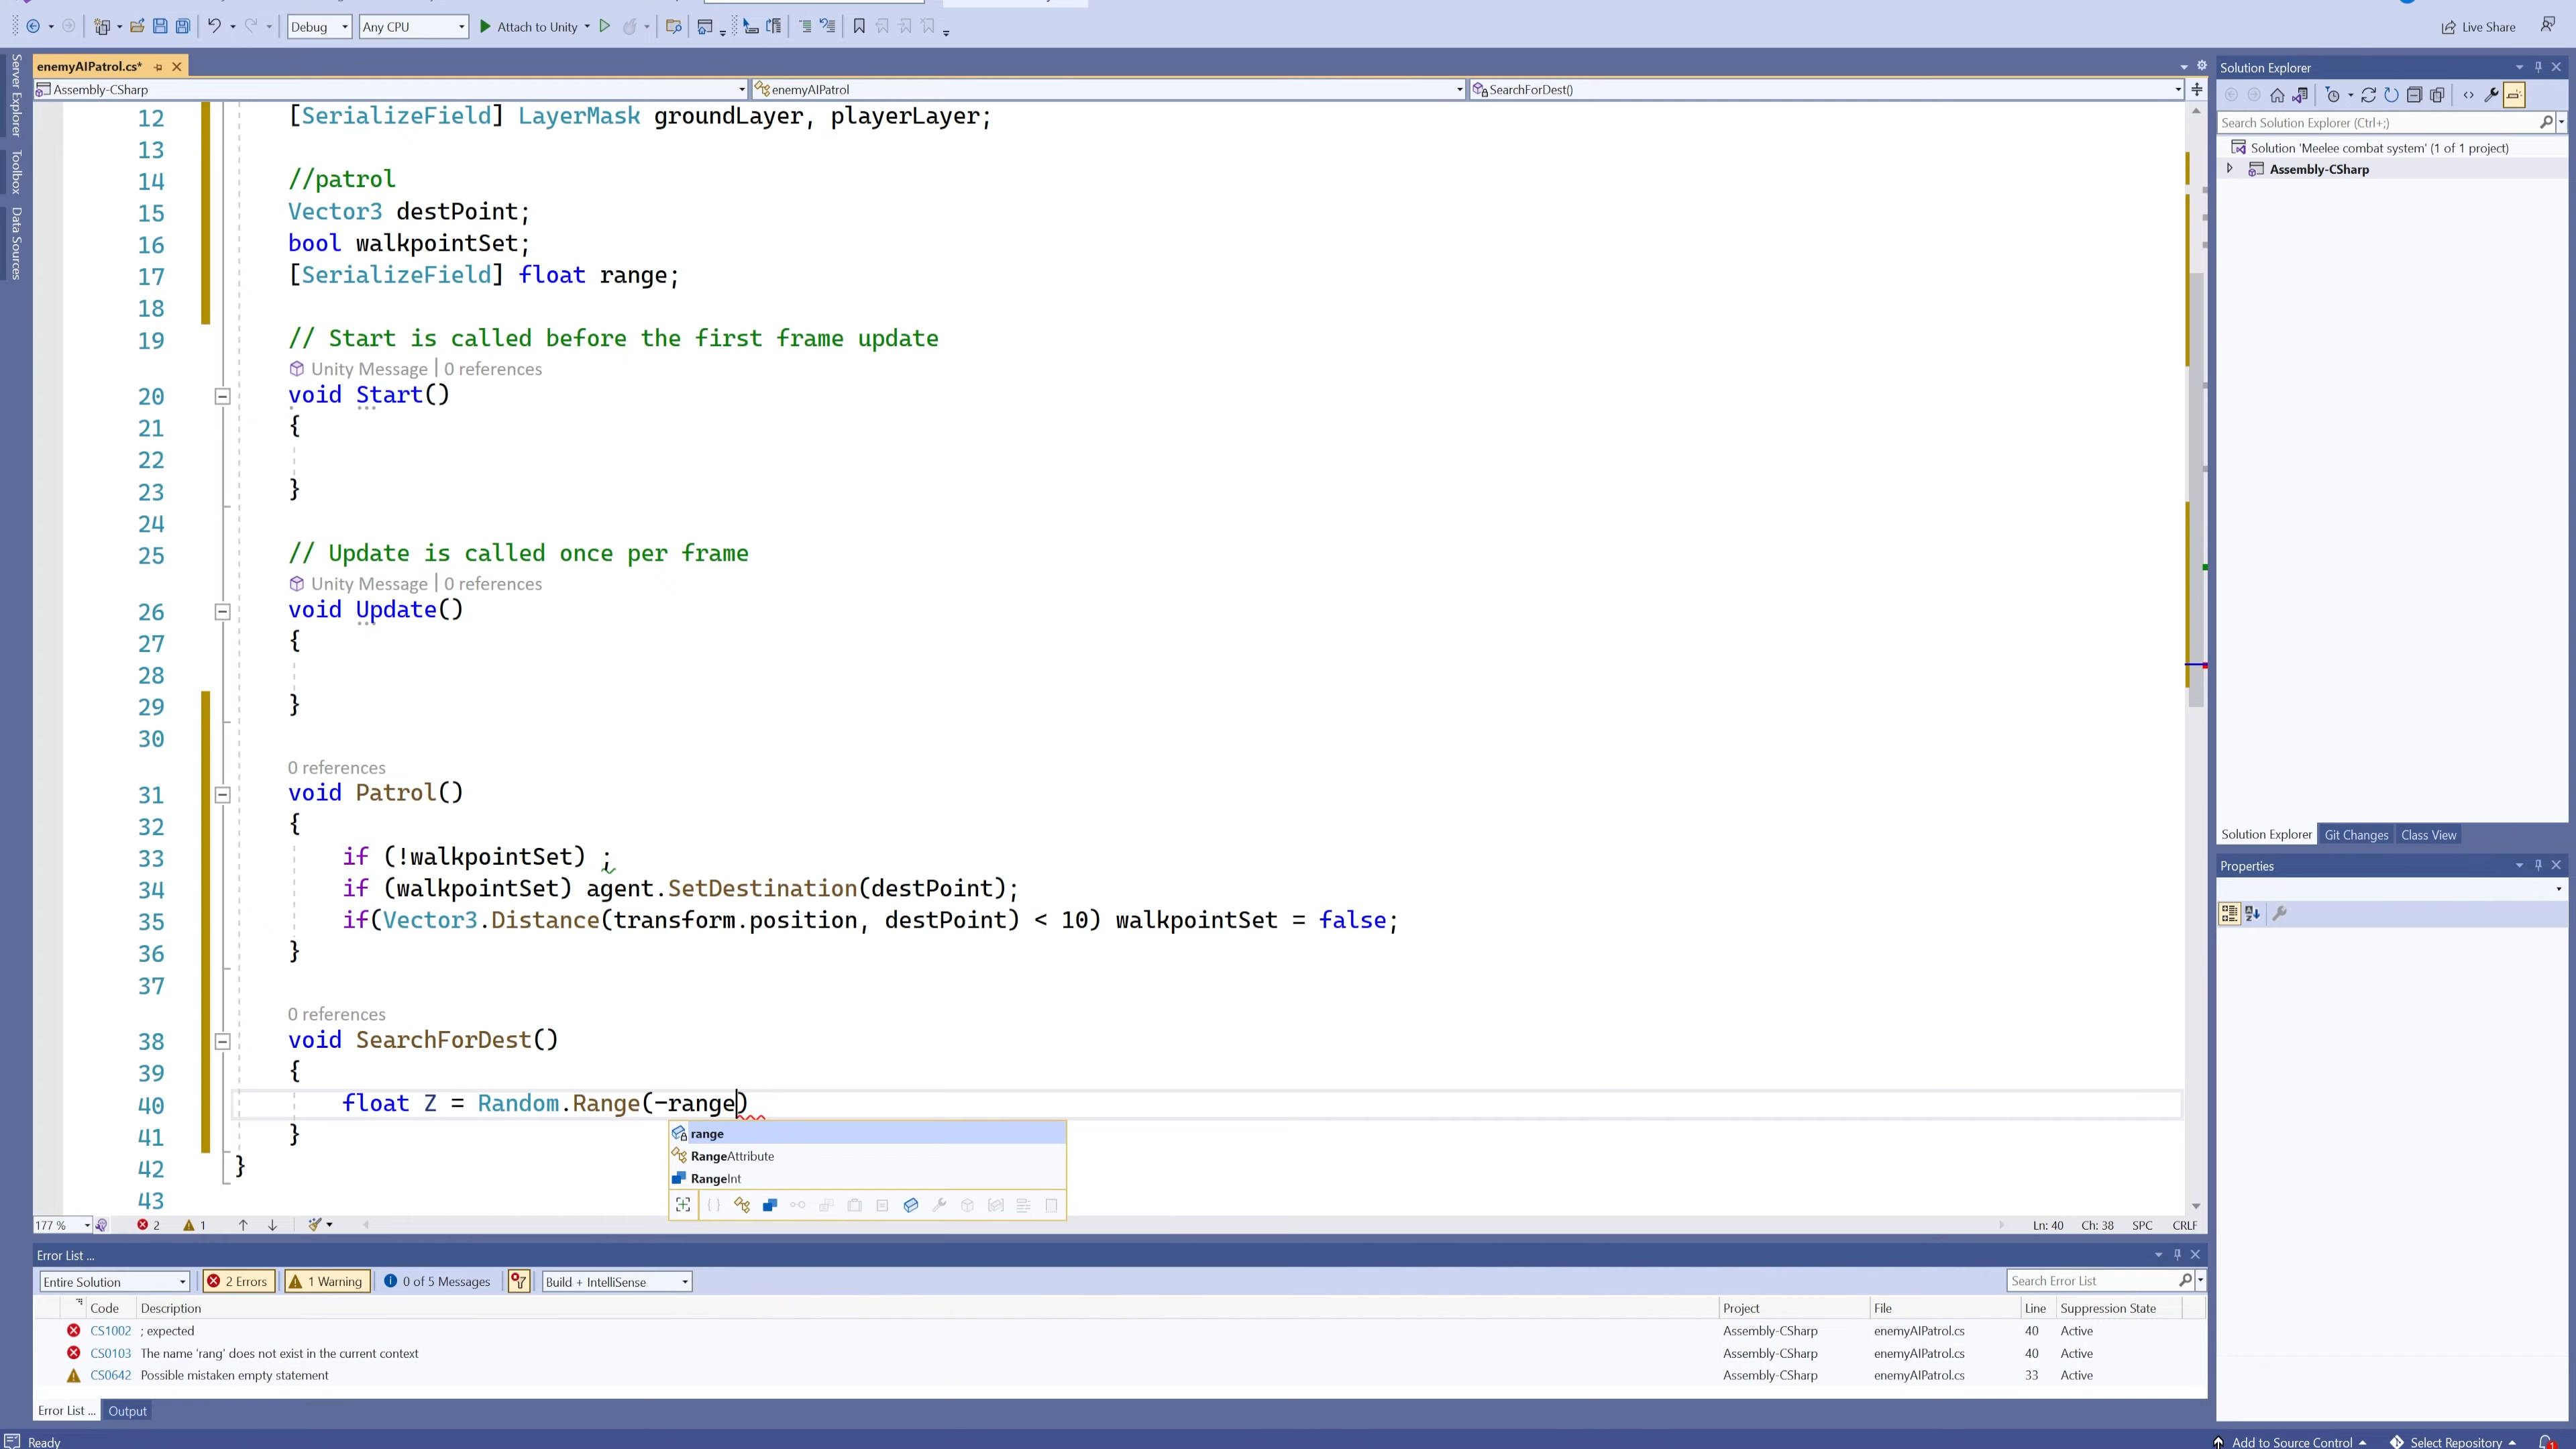 Debug
Any CPU
Attach to Unity
Live Share
Server Explorer
Toolbox
Data Sources
enemyAIPatrol.cs*
Assembly-CSharp
enemyAIPatrol
SearchForDest()
12 [SerializeField] LayerMask groundLayer, playerLayer;
13
14 //patrol
15 Vector3 destPoint;
16 bool walkpointSet;
17 [SerializeField] float range;
18
19 // Start is called before the first frame update
Unity Message | 0 references
20 void Start()
21 {
22
23 }
24
25 // Update is called once per frame
Unity Message | 0 references
26 void Update()
27 {
28
29 }
30
0 references
31 void Patrol()
32 {
33 if (!walkpointSet) ;
34 if (walkpointSet) agent.SetDestination(destPoint);
35 if(Vector3.Distance(transform.position, destPoint) < 10) walkpointSet = false;
36 }
37
0 references
38 void SearchForDest()
39 {
40 float Z = Random.Range(-range)
41 }
42 }
43
range
RangeAttribute
RangeInt
177 %
2
1
Ln: 40 Ch: 38 SPC CRLF
Error List ...
Entire Solution
2 Errors
1 Warning
0 of 5 Messages
Build + IntelliSense
Search Error List
Code Description Project File Line Suppression State
CS1002 ; expected Assembly-CSharp enemyAIPatrol.cs 40 Active
CS0103 The name 'rang' does not exist in the current context Assembly-CSharp enemyAIPatrol.cs 40 Active
CS0642 Possible mistaken empty statement Assembly-CSharp enemyAIPatrol.cs 33 Active
Error List ... Output
Ready
Solution Explorer
Search Solution Explorer (Ctrl+;)
Solution 'Meelee combat system' (1 of 1 project)
Assembly-CSharp
Solution Explorer Git Changes Class View
Properties
Add to Source Control
Select Repository
1